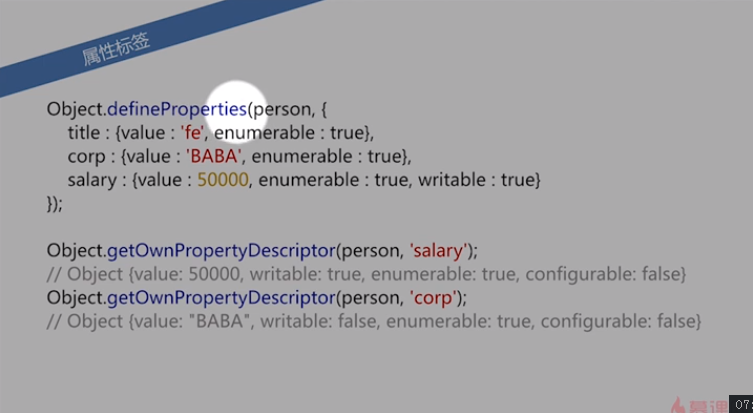 属性标签
Object.defineProperties(person, {
title : {value : 'fe', enumerable : true},
corp : {value : 'BABA', enumerable : true},
salary : {value : 50000, enumerable : true, writable : true}
});
Object.getOwnPropertyDescriptor(person, 'salary');
// Object {value: 50000, writable: true, enumerable: true, configurable: false}
Object.getOwnPropertyDescriptor(person, 'corp');
// Object {value: "BABA", writable: false, enumerable: true, configurable: false}
慕课
07